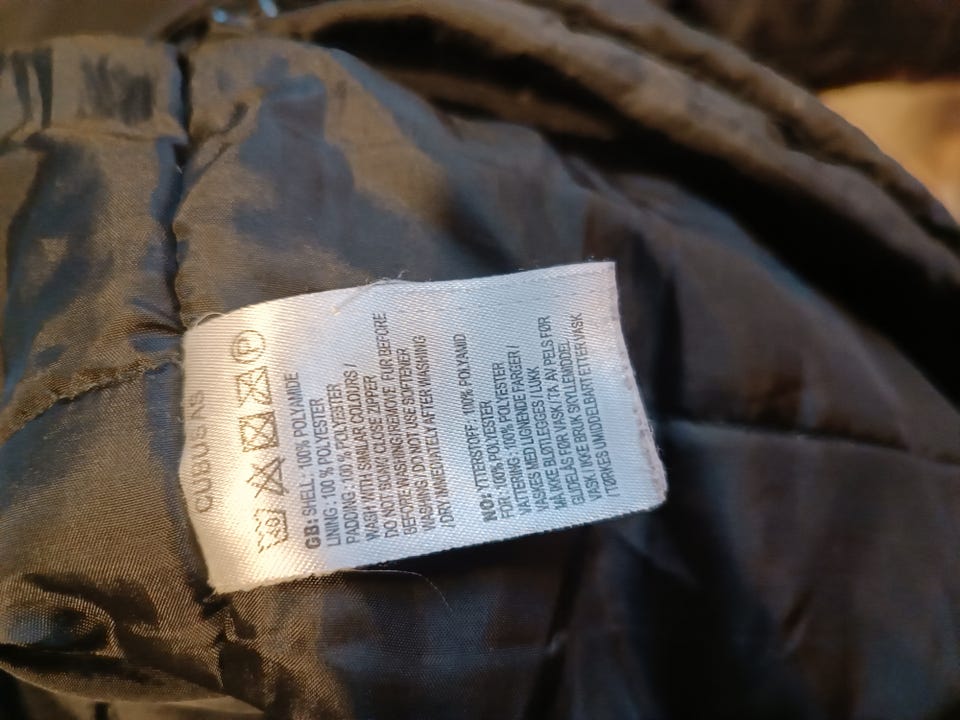 CUBUS AS
30
P
GB: SHELL : 100% POLYAMIDE
LINING : 100 % POLYESTER
PADDING : 100 % POLYESTER
WASH WITH SIMILAR COLOURS /
DO NOT SOAK/ CLOSE ZIPPER
BEFORE WASHING/REMOVE FUR BEFORE
WASHING / DO NOT USE SOFTENER
/ DRY IMMEDIATELY AFTER WASHING
NO: YTTERSTOFF : 100% POLYAMID
FOR : 100% POLYESTER
VATTERING : 100% POLYESTER
VASKES MED LIGNENDE FARGER /
MÅ IKKE BLØTLEGGES / LUKK
GLIDELÅS FØR VASK / TA AV PELS FØR
VASK / IKKE BRUK SKYLLEMIDDEL
/ TØRKES UMIDDELBART ETTER VASK